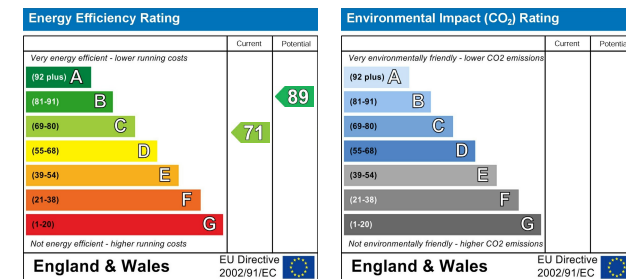 Energy Efficiency Rating
Current Potential
Very energy efficient - lower running costs
(92 plus) A
(81-91) B
(69-80) C
(55-68) D
(39-54) E
(21-38) F
(1-20) G
89
71
Not energy efficient - higher running costs
England & Wales
EU Directive
2002/91/EC
Environmental Impact (CO2) Rating
Current Potential
Very environmentally friendly - lower CO2 emissions
(92 plus) A
(81-91) B
(69-80) C
(55-68) D
(39-54) E
(21-38) F
(1-20) G
Not environmentally friendly - higher CO2 emissions
England & Wales
EU Directive
2002/91/EC